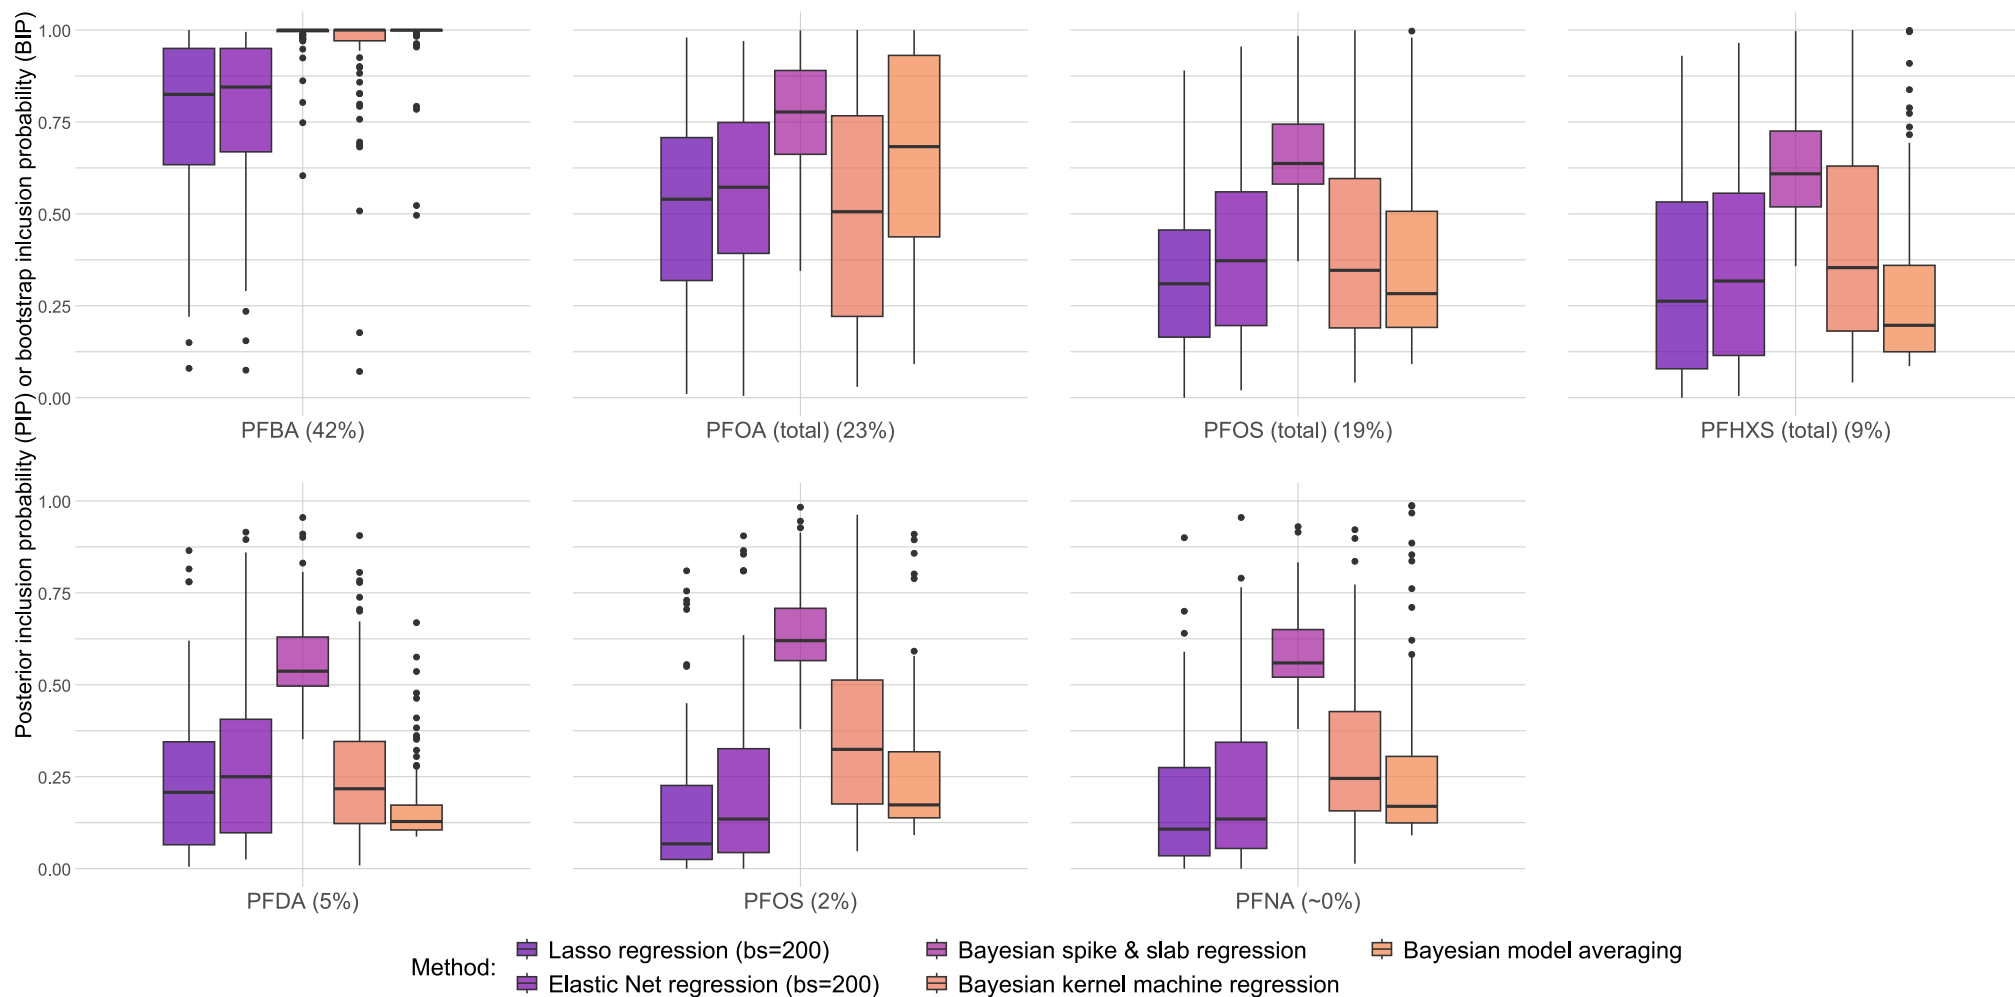 Posterior inclusion probability (PIP) or bootstrap inlcusion probability (BIP)
1.00
0.75
0.50
0.25
0.00
PFBA (42%)
PFOA (total) (23%)
PFOS (total) (19%)
PFHXS (total) (9%)
1.00
0.75
0.50
0.25
0.00
PFDA (5%)
PFOS (2%)
PFNA (~0%)
Method:
Lasso regression (bs=200)
Elastic Net regression (bs=200)
Bayesian spike & slab regression
Bayesian kernel machine regression
Bayesian model averaging